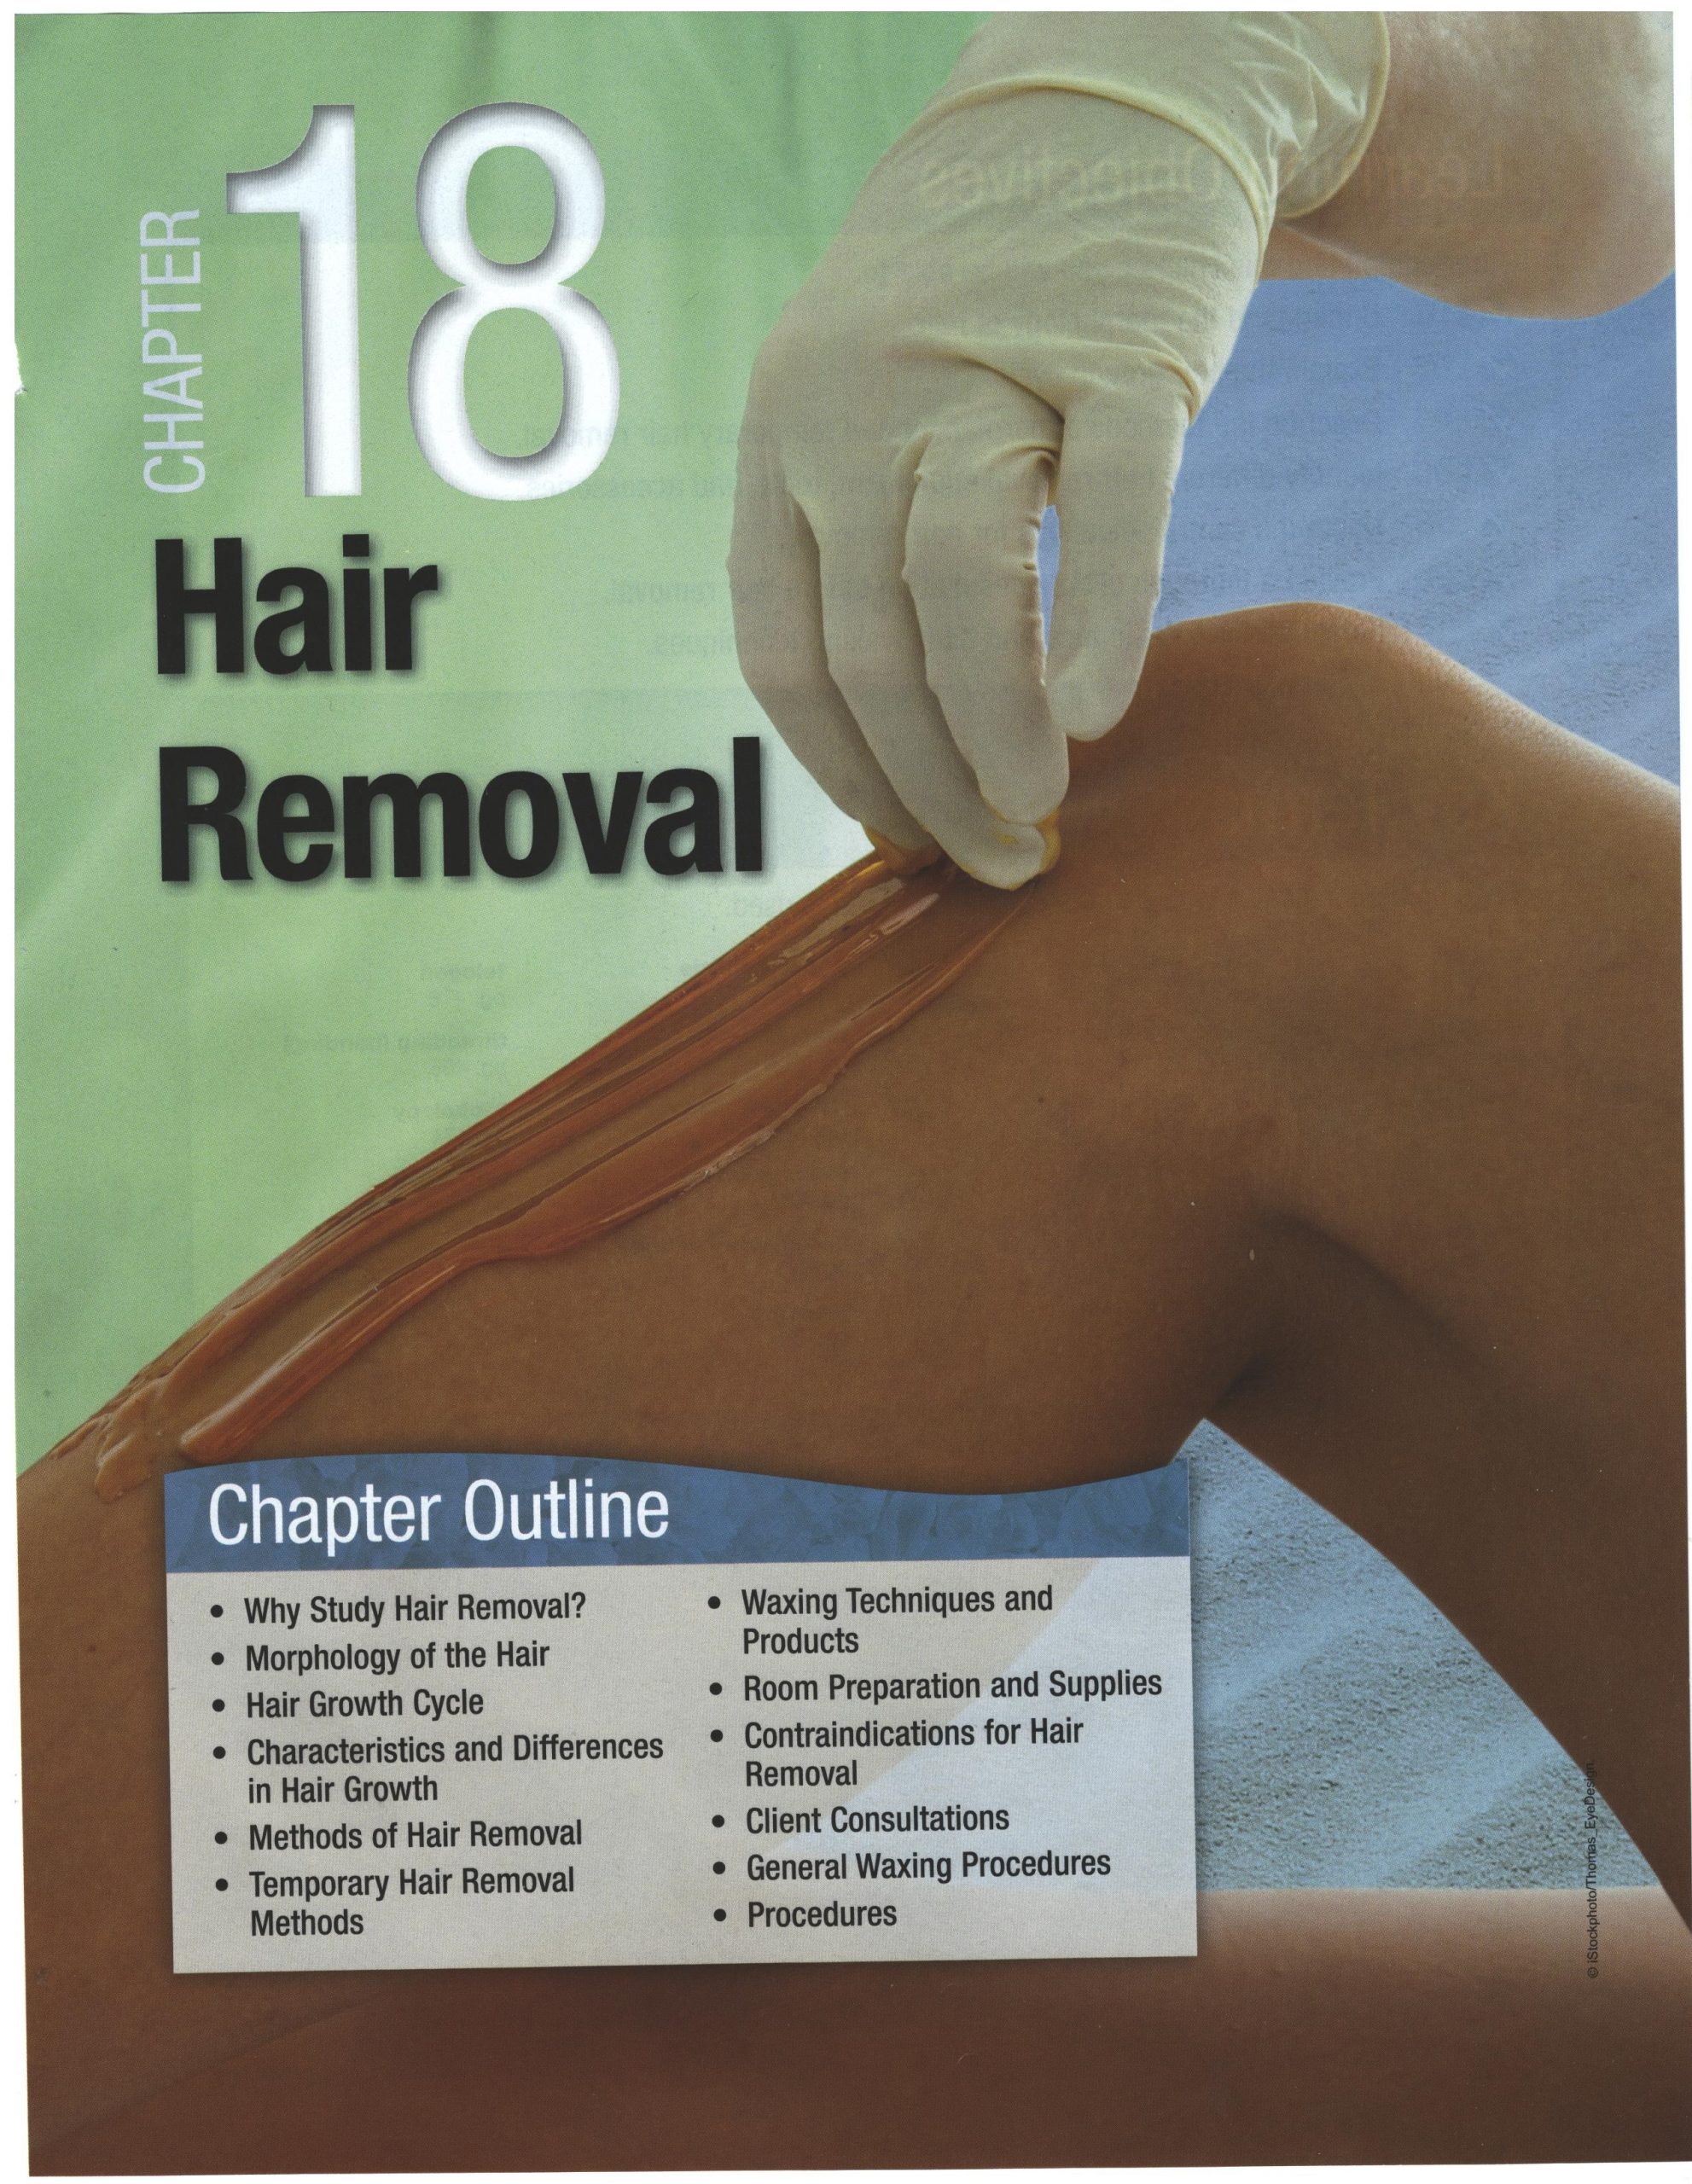 CHAPTER
18
Hair
Removal
Chapter Outline
• Why Study Hair Removal?
• Morphology of the Hair
• Hair Growth Cycle
• Characteristics and Differences
in Hair Growth
• Methods of Hair Removal
• Temporary Hair Removal
Methods
• Waxing Techniques and
Products
• Room Preparation and Supplies
• Contraindications for Hair
Removal
• Client Consultations
• General Waxing Procedures
• Procedures
© iStockphoto/Thomas_EyeDesign